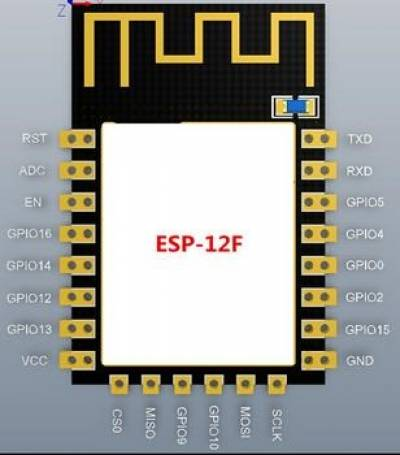 Z
RST
ADC
EN
GPIO16
GPIO14
GPIO12
GPIO13
VCC
ESP-12F
TXD
RXD
GPIO5
GPIO4
GPIO0
GPIO2
GPIO15
GND
CS0
MISO
GPIO9
GPIO10
MOSI
SCLK